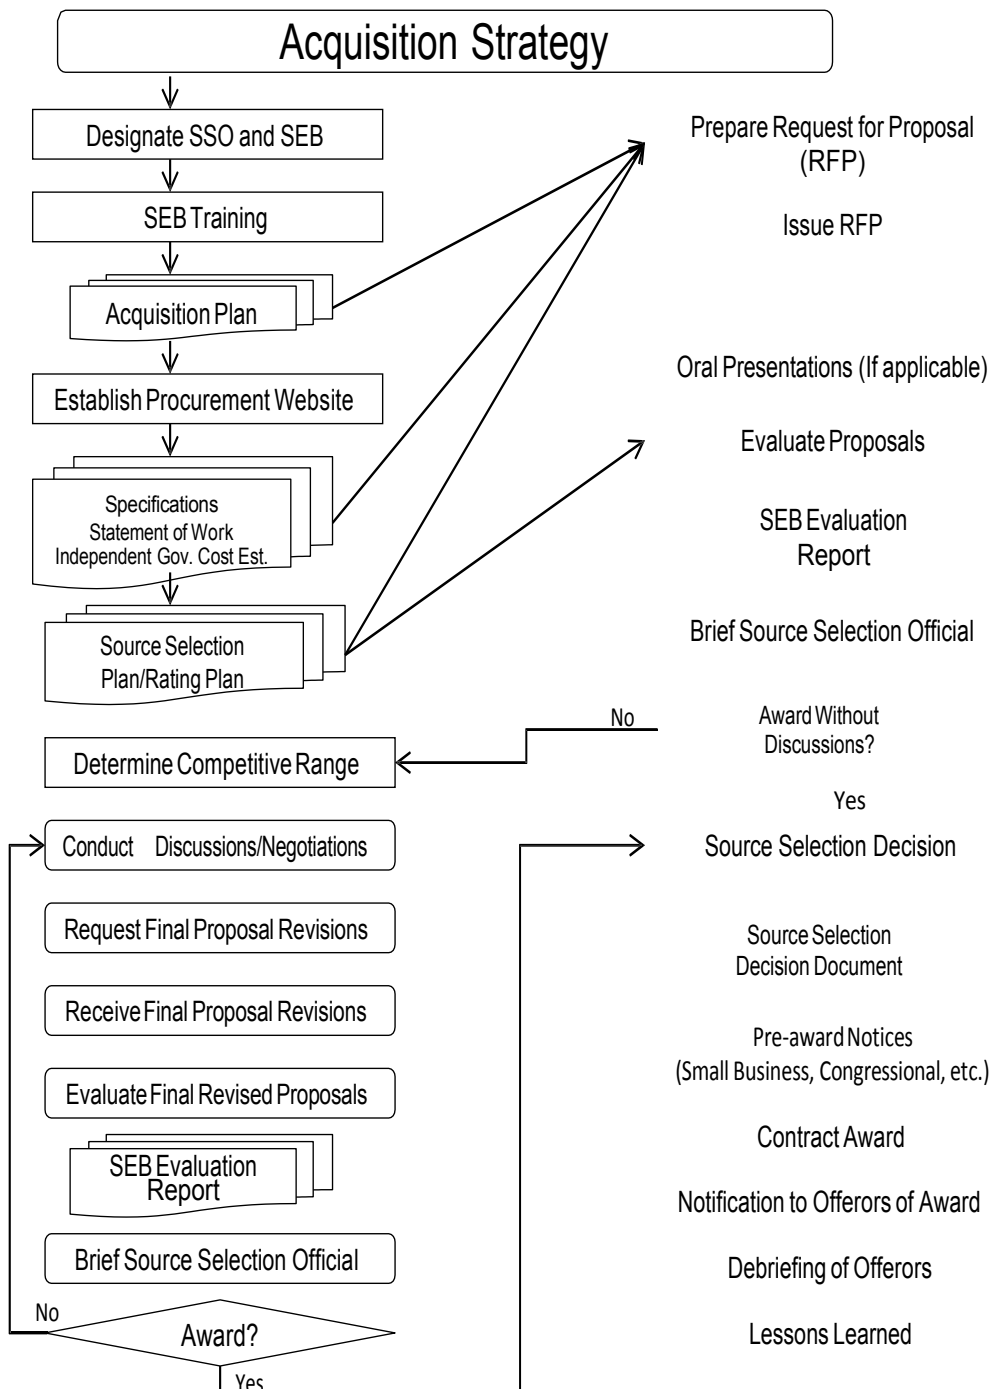 Acquisition Strategy
Designate SSO and SEB
SEB Training
Acquisition Plan
Establish Procurement Website
Specifications
Statement of Work
Independent Gov. Cost Est.
Source Selection
Plan/Rating Plan
Determine Competitive Range
Conduct Discussions/Negotiations
Request Final Proposal Revisions
Receive Final Proposal Revisions
Evaluate Final Revised Proposals
SEB Evaluation
Report
Brief Source Selection Official
No
Award?
Yes
Prepare Request for Proposal
(RFP)
Issue RFP
Oral Presentations (If applicable)
Evaluate Proposals
SEB Evaluation
Report
Brief Source Selection Official
No
Award Without
Discussions?
Yes
Source Selection Decision
Source Selection
Decision Document
Pre-award Notices
(Small Business, Congressional, etc.)
Contract Award
Notification to Offerors of Award
Debriefing of Offerors
Lessons Learned